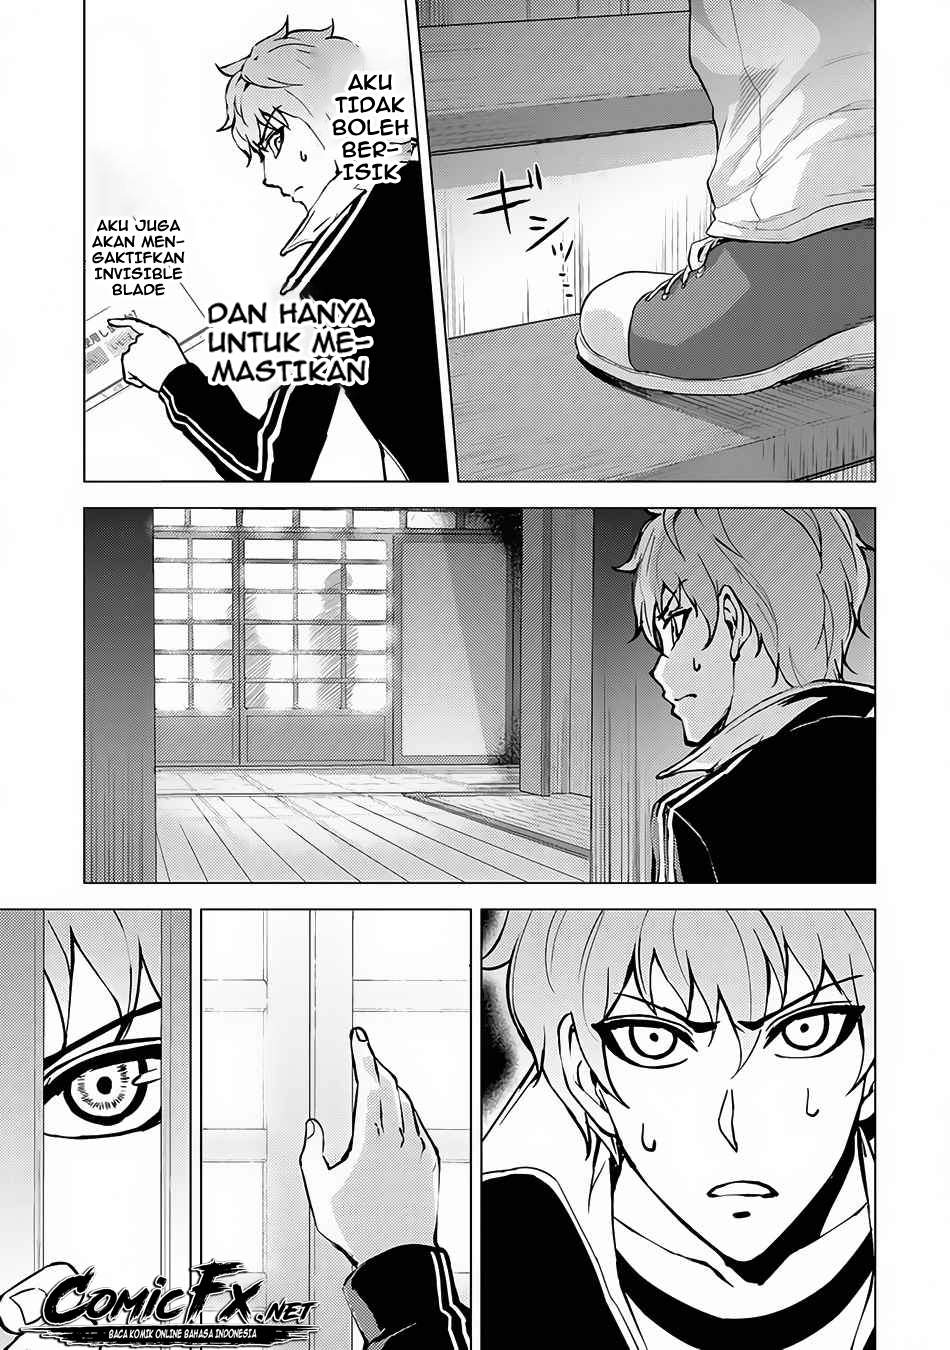 AKU
TIDAK
BOLEH
BER-
ISIK
DAN HANYA
UNTUK ME-
MASTIKAN
AKU JUGA
AKAN MEN-
GAKTIFKAN
INVISIBLE
BLADE
ギシ
COMICFX.NET
BACA KOMIK ONLINE BAHASA INDONESIA